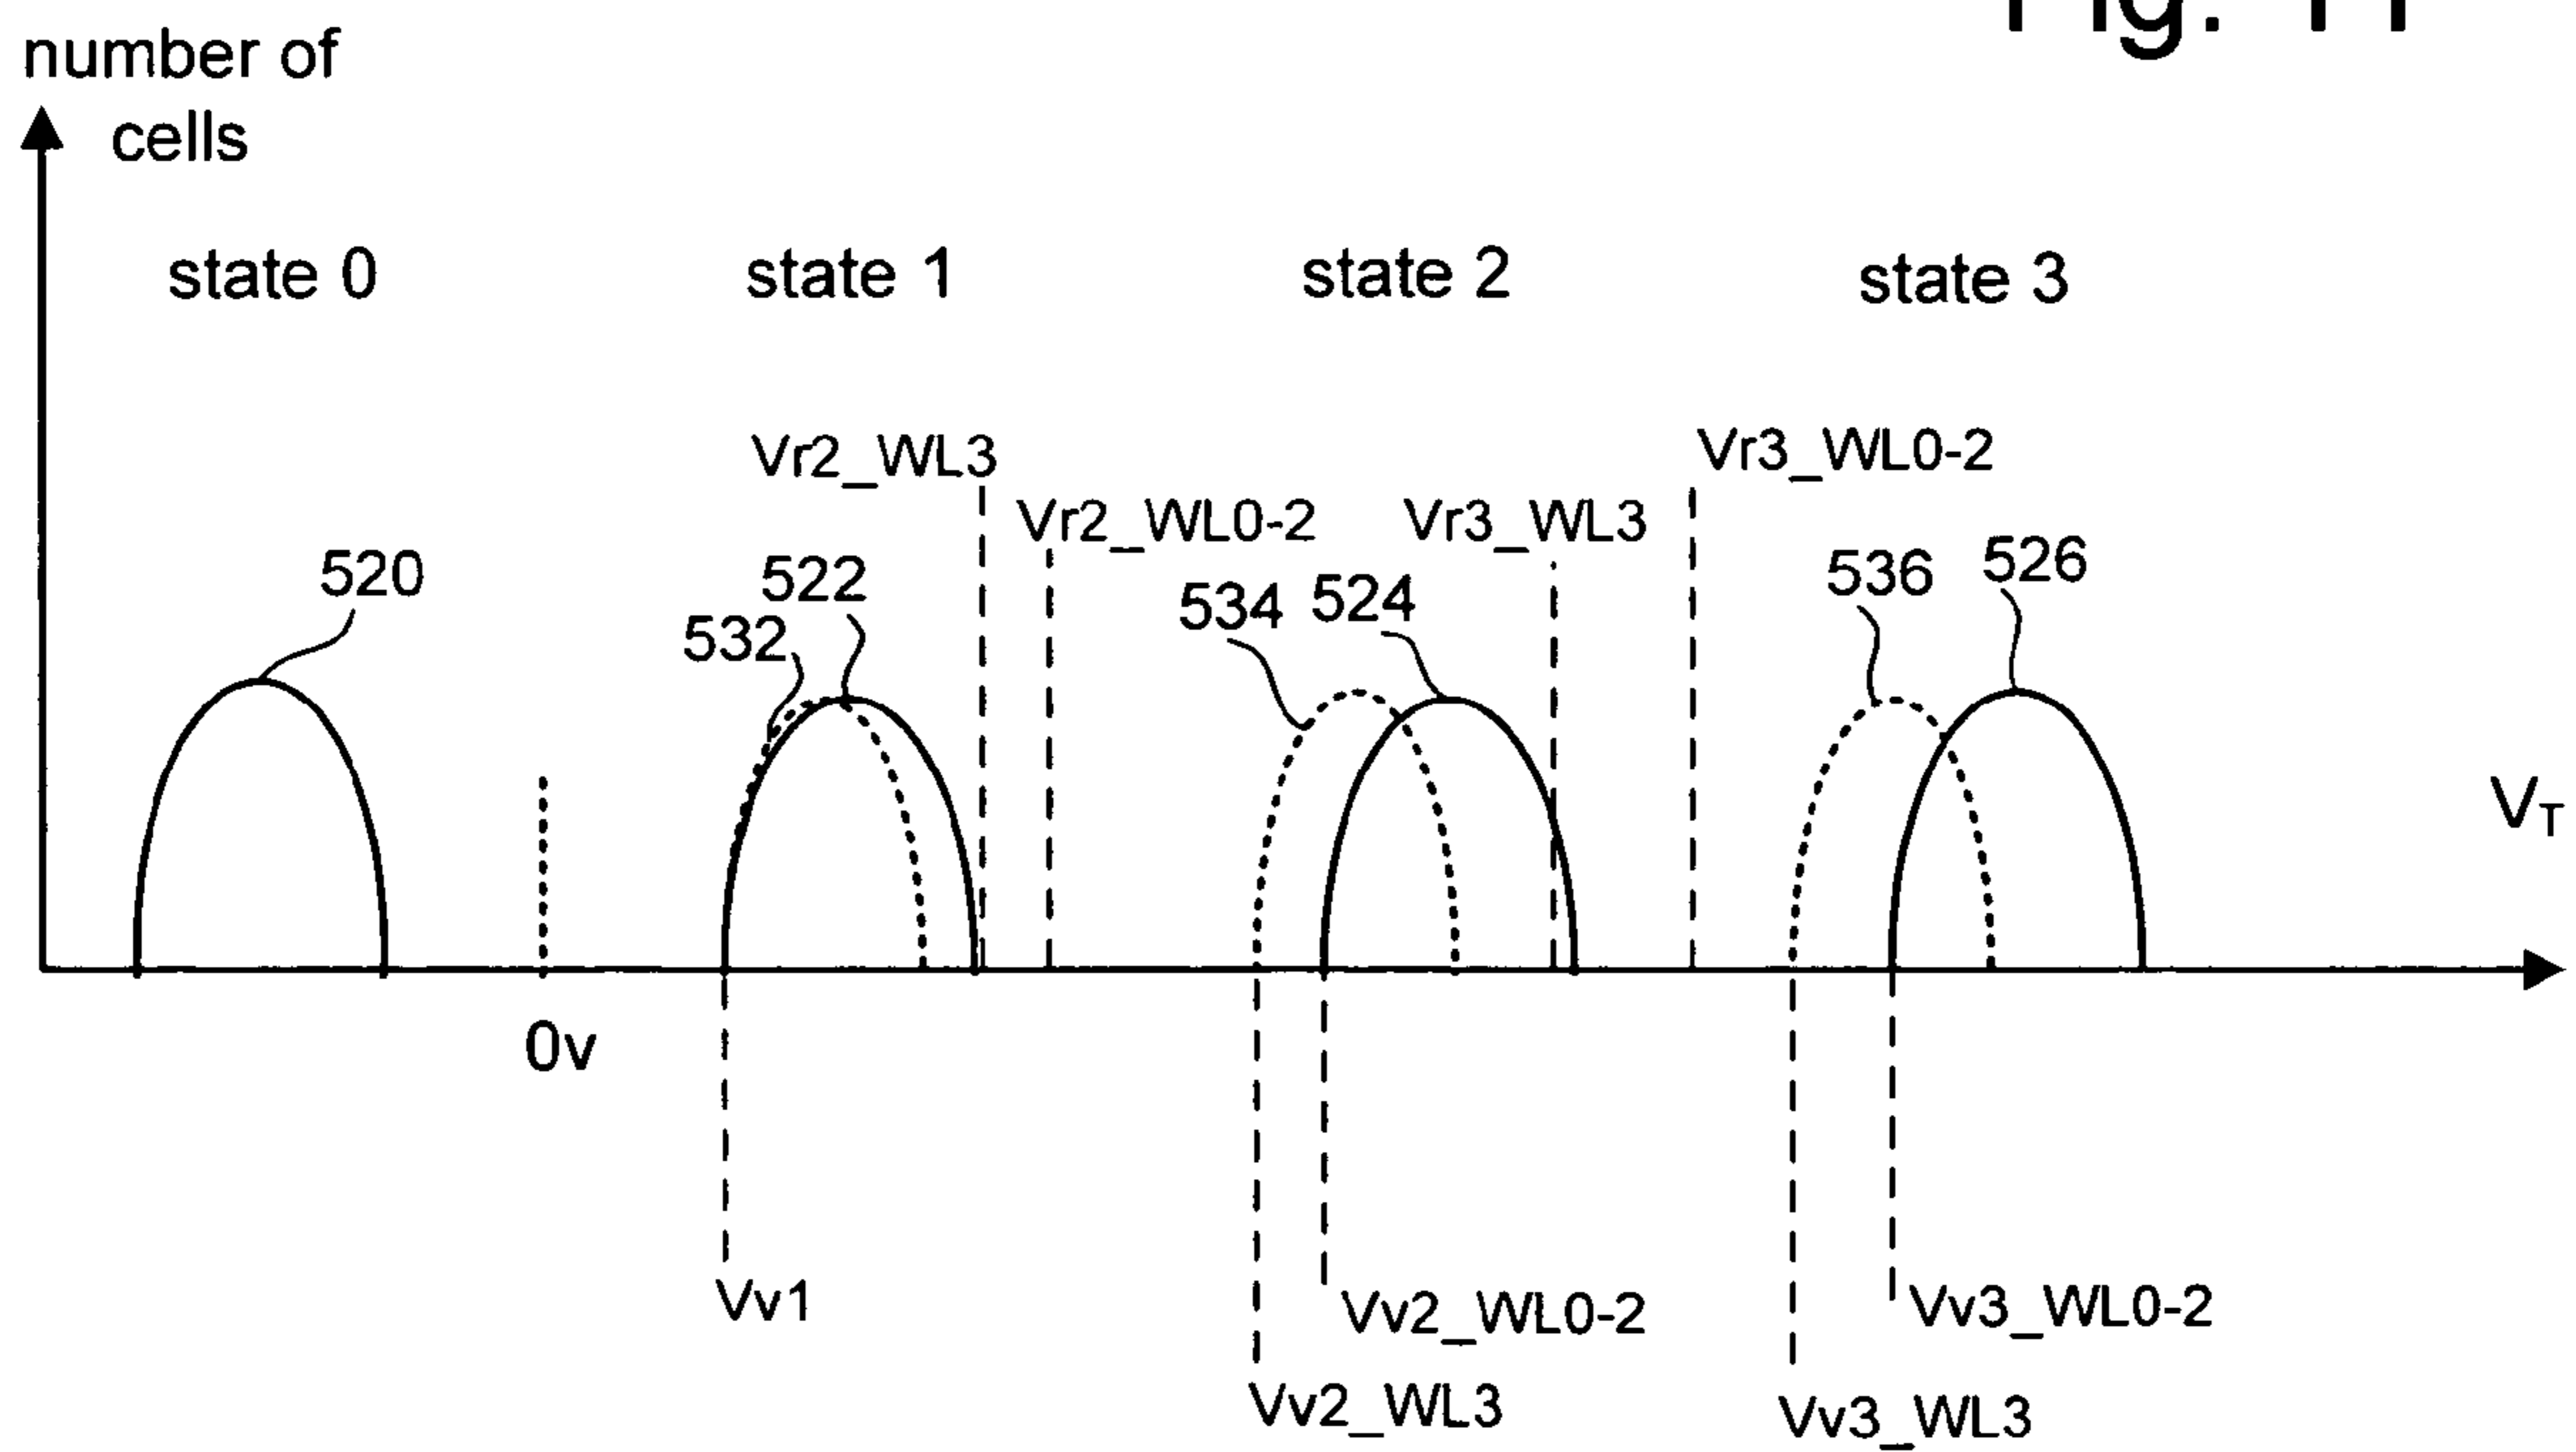 Fig. 11
number of
cells
state 0
state 1
state 2
state 3
Vr2_WL3
Vr3_WL0-2
Vr2_WL0-2
Vr3_WL3
520
522
532
534
524
536
526
VT
0v
Vv1
Vv2_WL0-2
Vv3_WL0-2
Vv2_WL3
Vv3_WL3